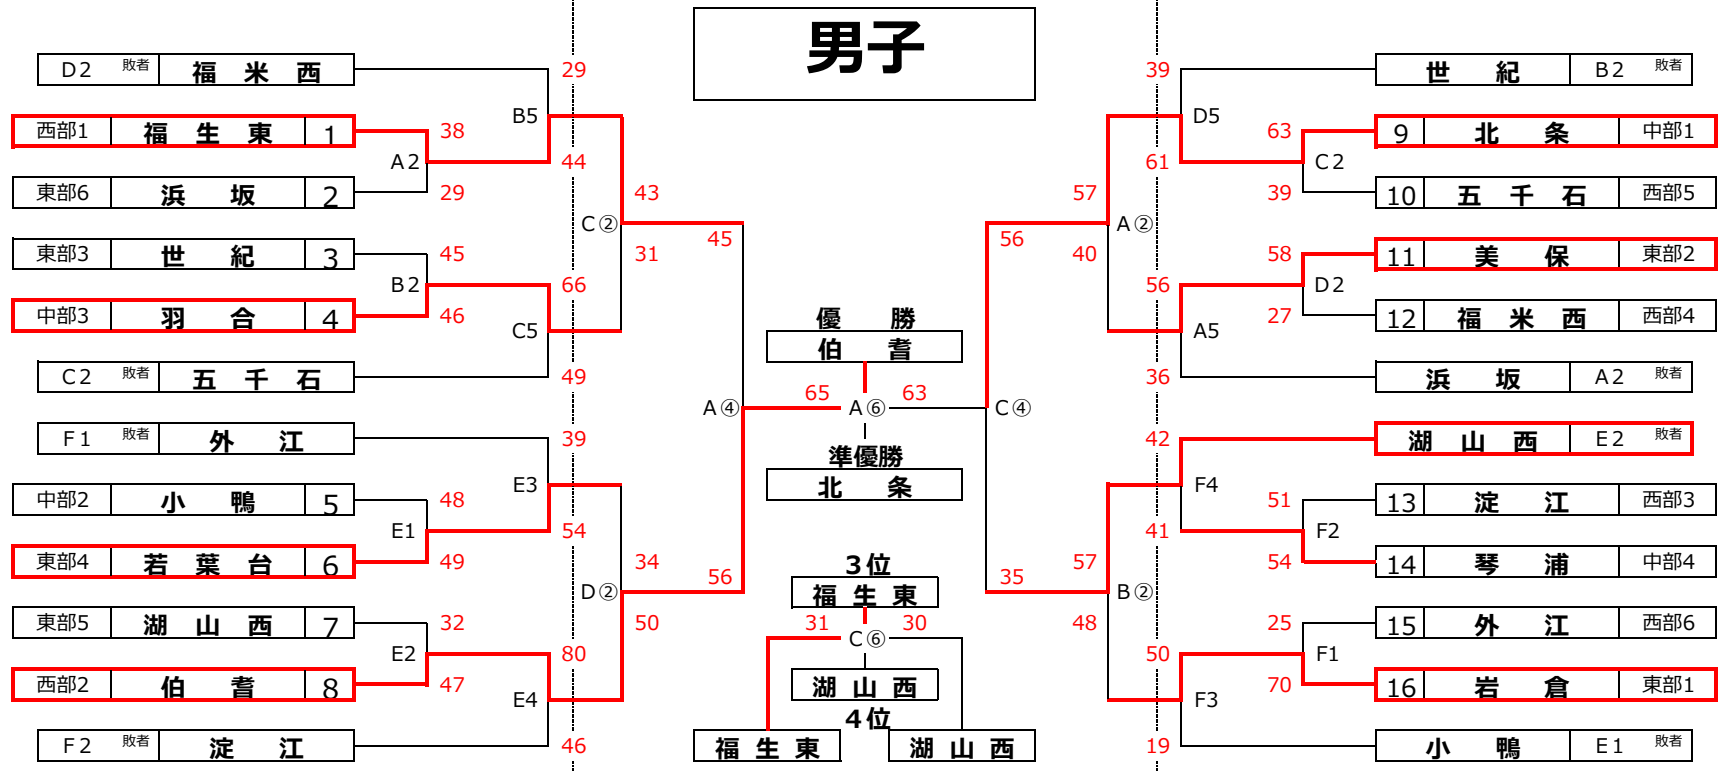 男子
D2 敗者 福米西 29
39 世紀 B2 敗者
西部1 福生東 1 38 B5
D5 63 9 北条 中部1
A2 44
61 C2
東部6 浜坂 2 29 43
57 39 10 五千石 西部5
C② 45
56 A②
東部3 世紀 3 45 31
40 58 11 美保 東部2
B2 66
56 D2
中部3 羽合 4 46 C5
優勝
A5 27 12 福米西 西部4
伯耆
C2 敗者 五千石 49
36 浜坂 A2 敗者
A④ 65 A⑥ 63 C④
F1 敗者 外江 39
42 湖山西 E2 敗者
準優勝
北条
中部2 小鴨 5 48 E3
F4 51 13 淀江 西部3
E1 54
41 F2
東部4 若葉台 6 49 34
57 54 14 琴浦 中部4
3位
56
35
福生東
D②
B②
東部5 湖山西 7 32 50
31 C⑥ 30
48 25 15 外江 西部6
E2 80
50 F1
西部2 伯耆 8 47 E4
湖山西
F3 70 16 岩倉 東部1
4位
F2 敗者 淀江 46
福生東 湖山西
19 小鴨 E1 敗者